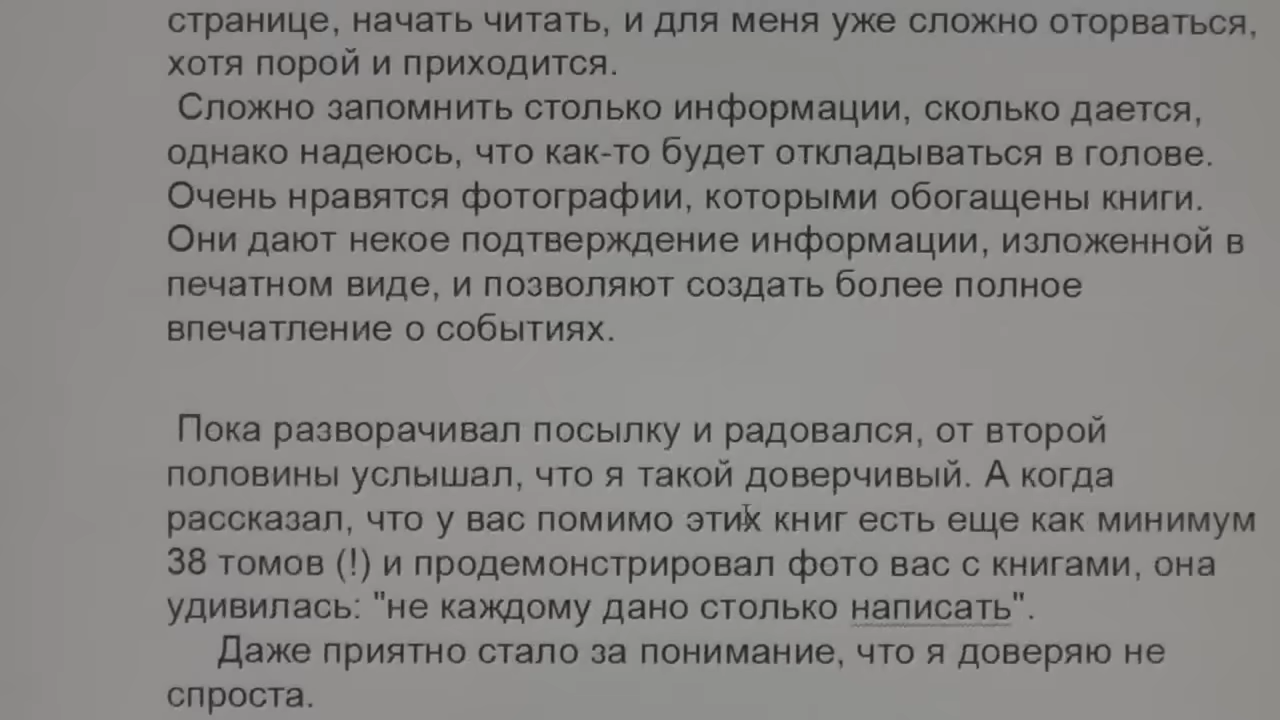 странице, начать читать, и для меня уже сложно оторваться,
хотя порой и приходится.
Сложно запомнить столько информации, сколько дается,
однако надеюсь, что как-то будет откладываться в голове.
Очень нравятся фотографии, которыми обогащены книги.
Они дают некое подтверждение информации, изложенной в
печатном виде, и позволяют создать более полное
впечатление о событиях.
Пока разворачивал посылку и радовался, от второй
половины услышал, что я такой доверчивый. А когда
рассказал, что у вас помимо этих книг есть еще как минимум
38 томов (!) и продемонстрировал фото вас с книгами, она
удивилась: "не каждому дано столько написать".
Даже приятно стало за понимание, что я доверяю не
спроста.